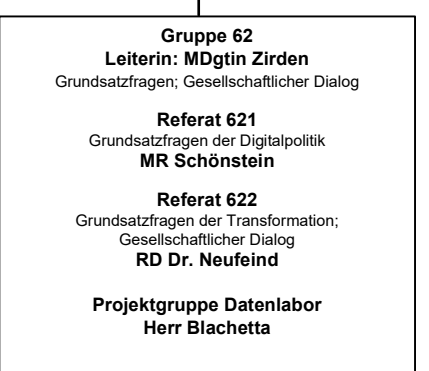 Gruppe 62
Leiterin: MDgtin Zirden
Grundsatzfragen; Gesellschaftlicher Dialog
Referat 621
Grundsatzfragen der Digitalpolitik
MR Schönstein
Referat 622
Grundsatzfragen der Transformation;
Gesellschaftlicher Dialog
RD Dr. Neufeind
Projektgruppe Datenlabor
Herr Blachetta